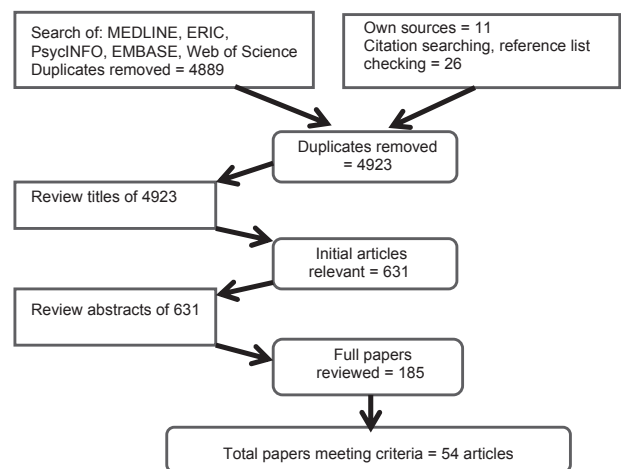 Search of: MEDLINE, ERIC,
PsycINFO, EMBASE, Web of Science
Duplicates removed = 4889
Own sources = 11
Citation searching, reference list
checking = 26
Duplicates removed
= 4923
Review titles of 4923
Initial articles
relevant = 631
Review abstracts of 631
Full papers
reviewed = 185
Total papers meeting criteria = 54 articles